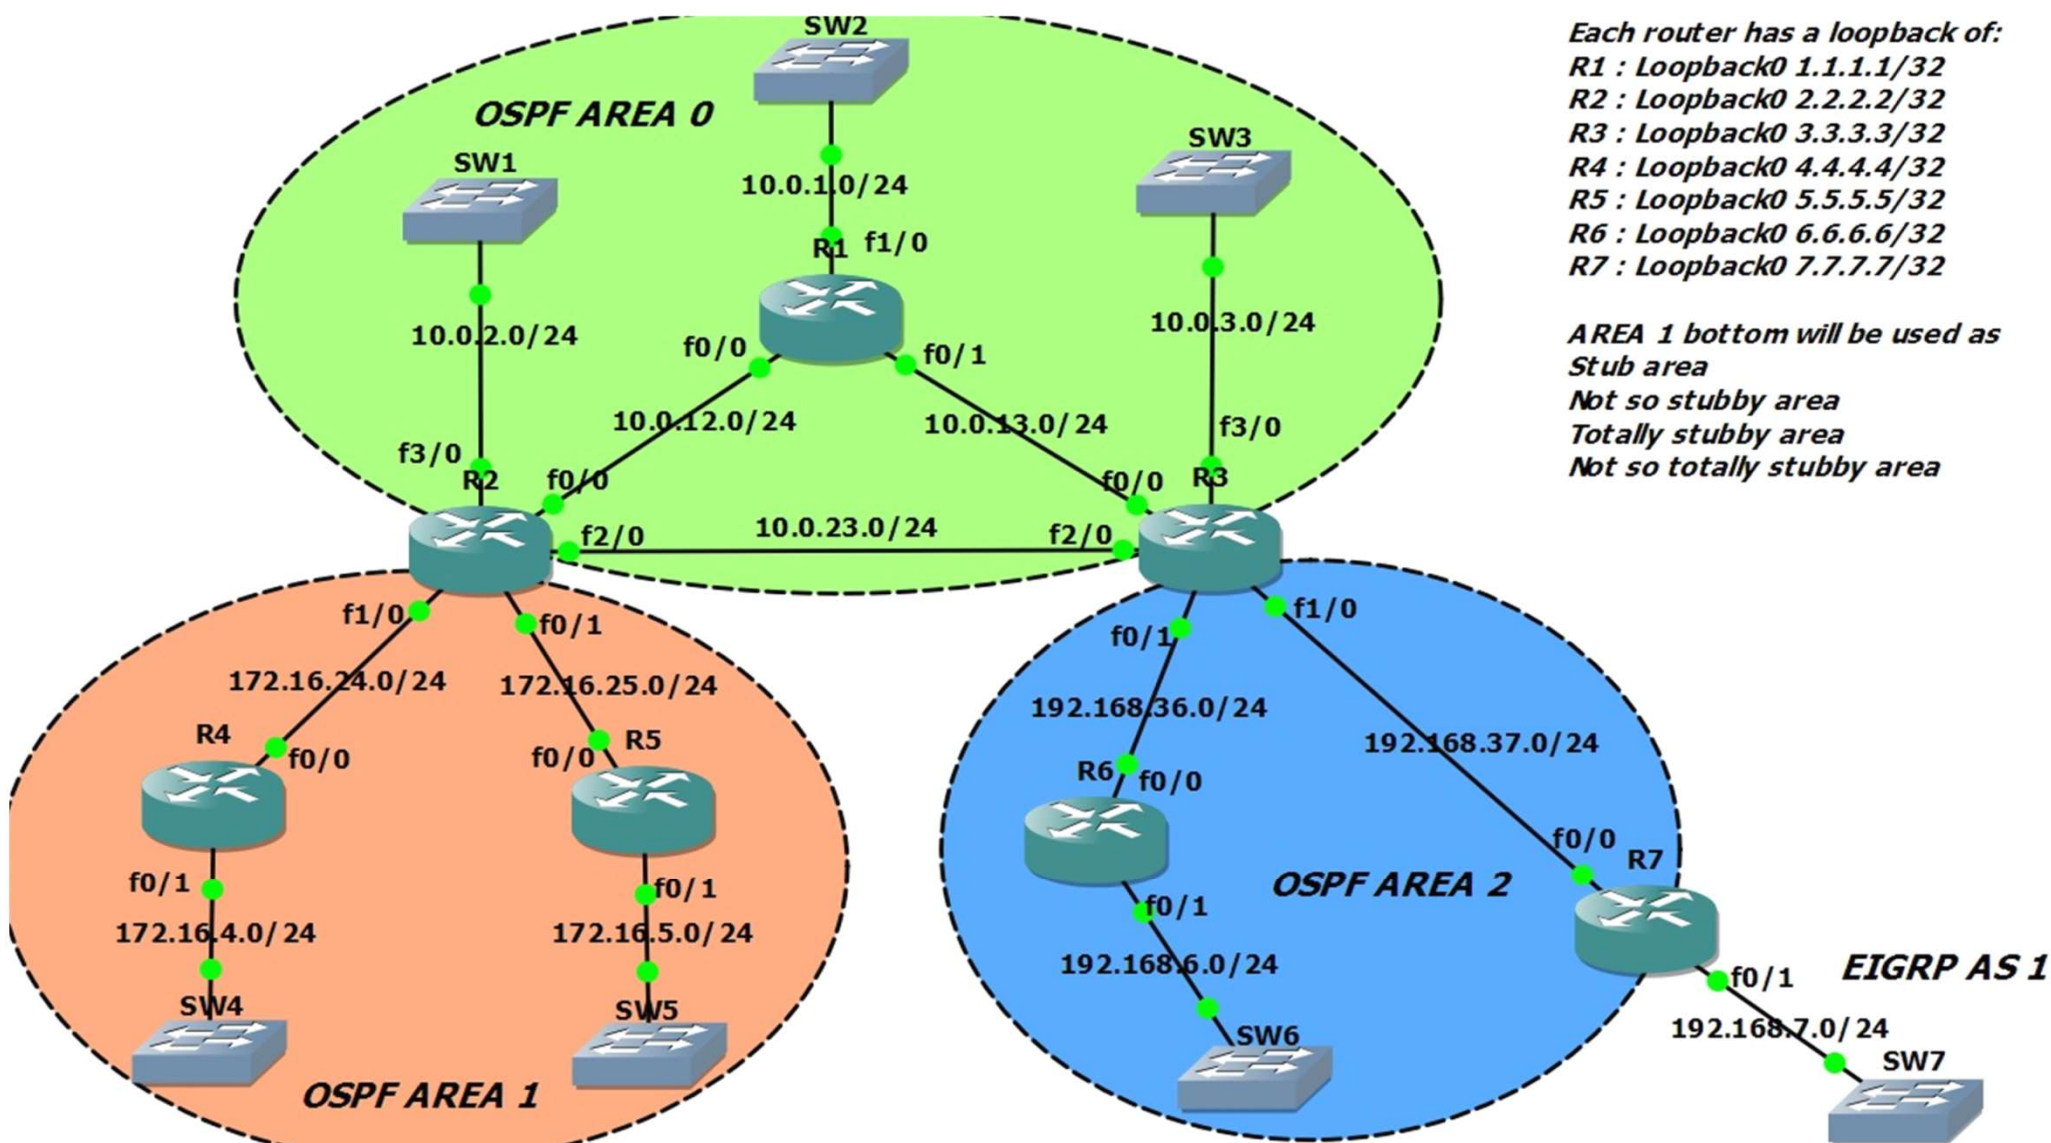 SW2
Each router has a loopback of:
R1 : Loopback0 1.1.1.1/32
R2 : Loopback0 2.2.2.2/32
R3 : Loopback0 3.3.3.3/32
R4 : Loopback0 4.4.4.4/32
R5 : Loopback0 5.5.5.5/32
R6 : Loopback0 6.6.6.6/32
R7 : Loopback0 7.7.7.7/32
AREA 1 bottom will be used as
Stub area
Not so stubby area
Totally stubby area
Not so totally stubby area
OSPF AREA 0
SW1
SW3
10.0.1.0/24
R1
f1/0
10.0.2.0/24
10.0.3.0/24
f0/0
f0/1
10.0.12.0/24
10.0.13.0/24
f3/0
f3/0
R2
f0/0
f0/0
R3
f2/0
10.0.23.0/24
f2/0
f1/0
f0/1
f0/1
f1/0
172.16.24.0/24
172.16.25.0/24
192.168.36.0/24
192.168.37.0/24
R4
f0/0
f0/0
R5
R6
f0/0
f0/0
R7
f0/1
f0/1
OSPF AREA 2
f0/1
172.16.4.0/24
172.16.5.0/24
192.168.6.0/24
f0/1
EIGRP AS 1
SW4
SW5
SW6
192.168.7.0/24
SW7
OSPF AREA 1